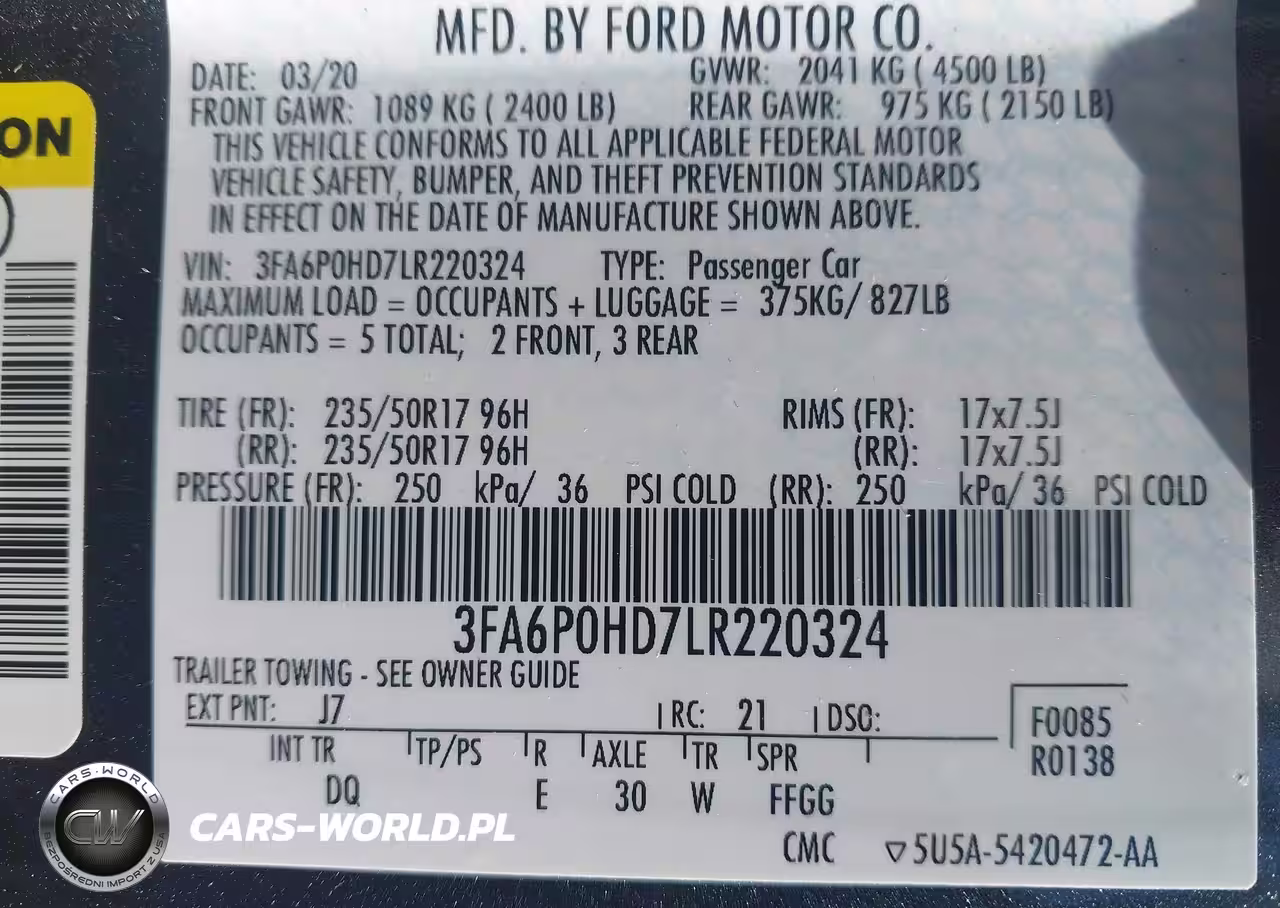 MFD. BY FORD MOTOR CO.
DATE: 03/20 GVWR: 2041 KG ( 4500 LB)
FRONT GAWR: 1089 KG ( 2400 LB) REAR GAWR: 975 KG ( 2150 LB)
THIS VEHICLE CONFORMS TO ALL APPLICABLE FEDERAL MOTOR
VEHICLE SAFETY, BUMPER, AND THEFT PREVENTION STANDARDS
IN EFFECT ON THE DATE OF MANUFACTURE SHOWN ABOVE.
VIN: 3FA6P0HD7LR220324 TYPE: Passenger Car
MAXIMUM LOAD = OCCUPANTS + LUGGAGE = 375KG/ 827LB
OCCUPANTS = 5 TOTAL; 2 FRONT, 3 REAR
TIRE (FR): 235/50R17 96H RIMS (FR): 17x7.5J
(RR): 235/50R17 96H (RR): 17x7.5J
PRESSURE (FR): 250 kPa/ 36 PSI COLD (RR): 250 kPa/ 36 PSI COLD
3FA6P0HD7LR220324
TRAILER TOWING - SEE OWNER GUIDE
EXT PNT: J7 RC: 21 DSO:
F0085
R0138
INT TR TP/PS R AXLE TR SPR
DQ E 30 W FFGG
CMC ▽5U5A-5420472-AA
ON
CARS-WORLD
CW
BEZPOŚREDNI IMPORT Z USA
CARS-WORLD.PL